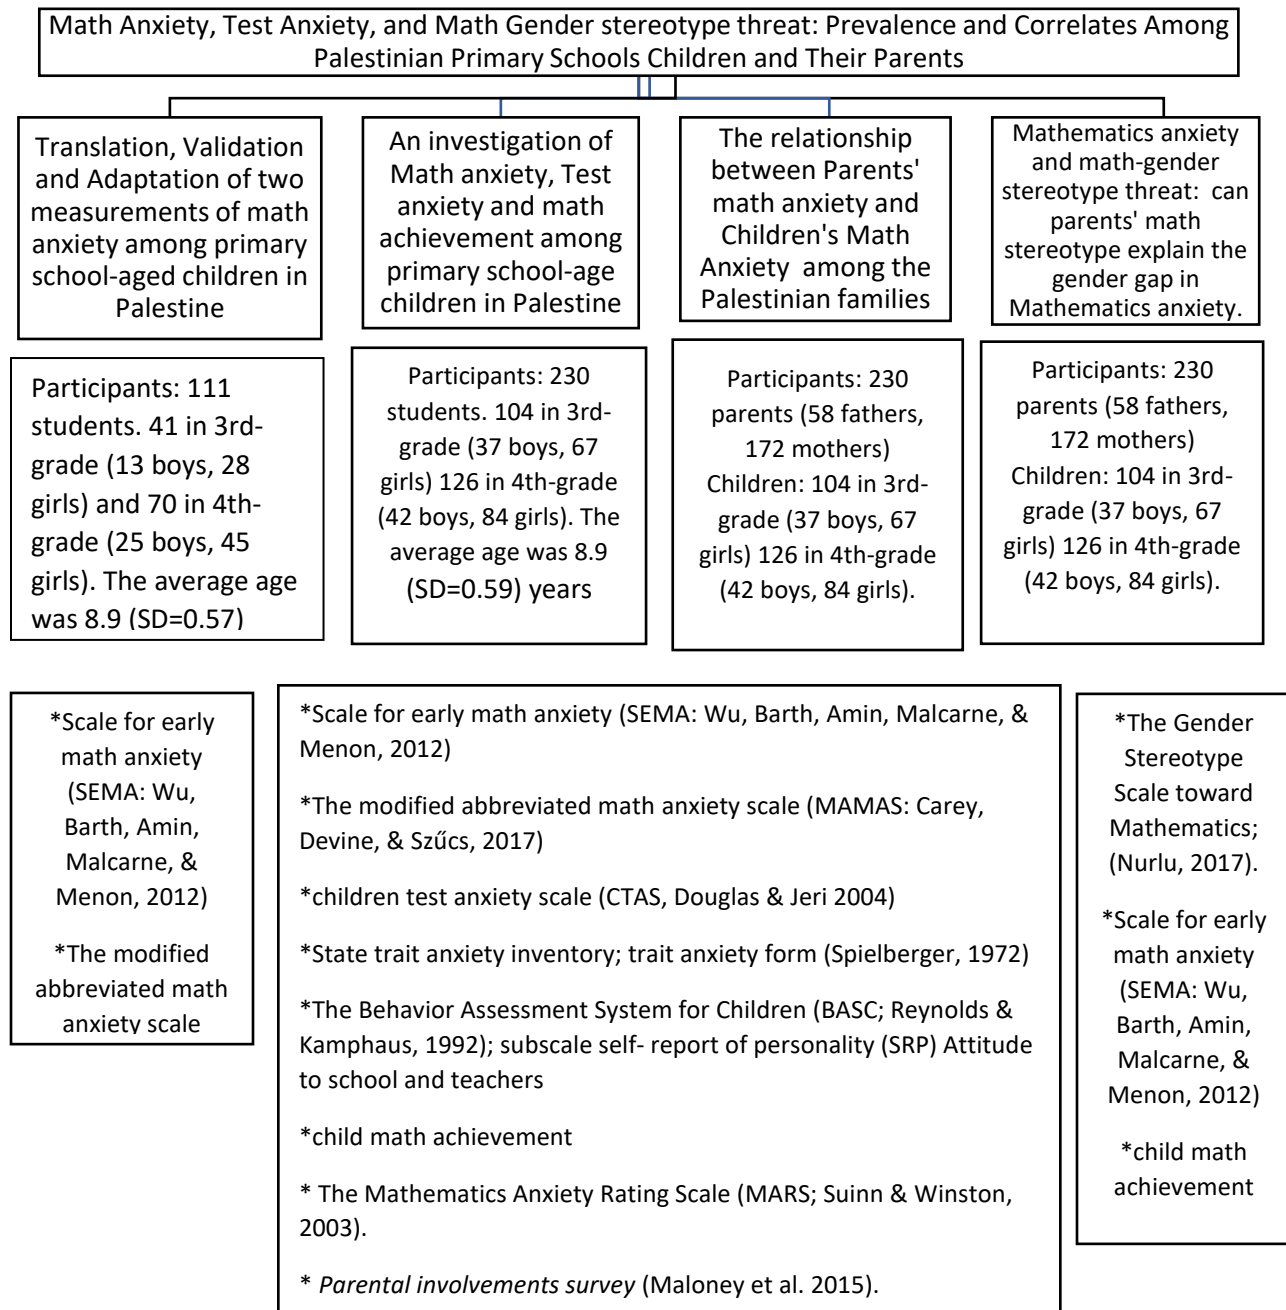 Math Anxiety, Test Anxiety, and Math Gender stereotype threat: Prevalence and Correlates Among
Palestinian Primary Schools Children and Their Parents
Translation, Validation
and Adaptation of two
measurements of math
anxiety among primary
school-aged children in
Palestine
An investigation of
Math anxiety, Test
anxiety and math
achievement among
primary school-age
children in Palestine
The relationship
between Parents'
math anxiety and
Children's Math
Anxiety among the
Palestinian families
Mathematics anxiety
and math-gender
stereotype threat: can
parents' math
stereotype explain the
gender gap in
Mathematics anxiety.
Participants: 111
students. 41 in 3rd-
grade (13 boys, 28
girls) and 70 in 4th-
grade (25 boys, 45
girls). The average age
was 8.9 (SD=0.57)
Participants: 230
students. 104 in 3rd-
grade (37 boys, 67
girls) 126 in 4th-grade
(42 boys, 84 girls). The
average age was 8.9
(SD=0.59) years
Participants: 230
parents (58 fathers,
172 mothers)
Children: 104 in 3rd-
grade (37 boys, 67
girls) 126 in 4th-grade
(42 boys, 84 girls).
Participants: 230
parents (58 fathers,
172 mothers)
Children: 104 in 3rd-
grade (37 boys, 67
girls) 126 in 4th-grade
(42 boys, 84 girls).
*Scale for early
math anxiety
(SEMA: Wu,
Barth, Amin,
Malcarne, &
Menon, 2012)
*The modified
abbreviated math
anxiety scale
*Scale for early math anxiety (SEMA: Wu, Barth, Amin, Malcarne, &
Menon, 2012)
*The modified abbreviated math anxiety scale (MAMAS: Carey,
Devine, & Szűcs, 2017)
*children test anxiety scale (CTAS, Douglas & Jeri 2004)
*State trait anxiety inventory; trait anxiety form (Spielberger, 1972)
*The Behavior Assessment System for Children (BASC; Reynolds &
Kamphaus, 1992); subscale self- report of personality (SRP) Attitude
to school and teachers
*child math achievement
* The Mathematics Anxiety Rating Scale (MARS; Suinn & Winston,
2003).
* Parental involvements survey (Maloney et al. 2015).
*The Gender
Stereotype
Scale toward
Mathematics;
(Nurlu, 2017).
*Scale for early
math anxiety
(SEMA: Wu,
Barth, Amin,
Malcarne, &
Menon, 2012)
*child math
achievement